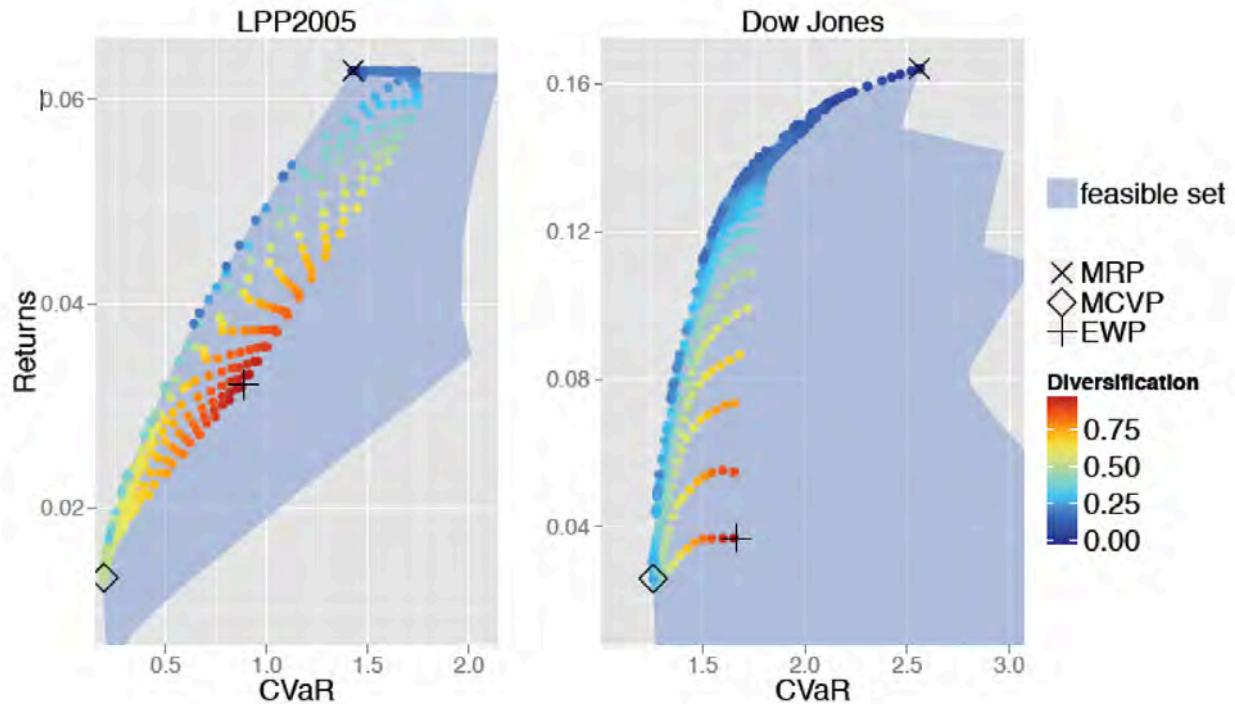 LPP2005
Dow Jones
0.06
0.04
0.02
0.5
1.0
1.5
2.0
CVaR
Returns
0.16
0.12
0.08
0.04
1.5
2.0
2.5
3.0
CVaR
feasible set
MRP
MCVP
EWP
Diversification
0.75
0.50
0.25
0.00